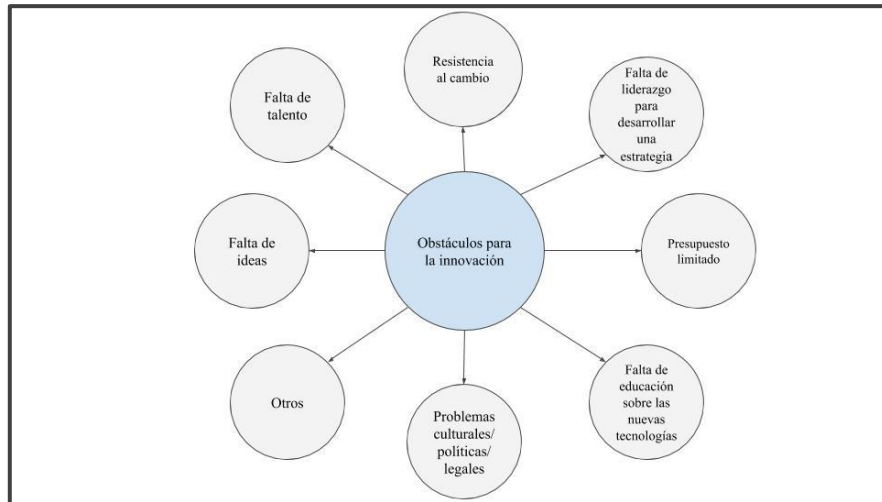 Resistencia
al cambio
Falta de
liderazgo
para
desarrollar
una
estrategia
Presupuesto
limitado
Falta de
educación
sobre las
nuevas
tecnologías
Problemas
culturales/
políticas/
legales
Otros
Falta de
ideas
Falta de
talento
Obstáculos para
la innovación